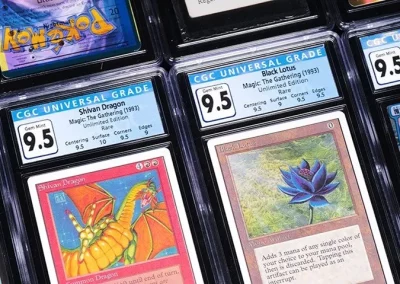 Pokémon
CGC UNIVERSAL GRADE
Gem Mint
9.5
Shivan Dragon
Magic: The Gathering (1993)
Unlimited Edition
Rare
Centering Surface Corners Edges
9.5 10 9.5 9
Shivan Dragon
Summon Dragon
CGC UNIVERSAL GRADE
Gem Mint
9.5
Black Lotus
Magic: The Gathering (1993)
Unlimited Edition
Rare
Centering Surface Corners Edges
9.5
9
Adds 3 mana of any single color
of your choice to your mana pool,
then is discarded. Tapping this
artifact can be played as an
interrupt.
CGC
9.5